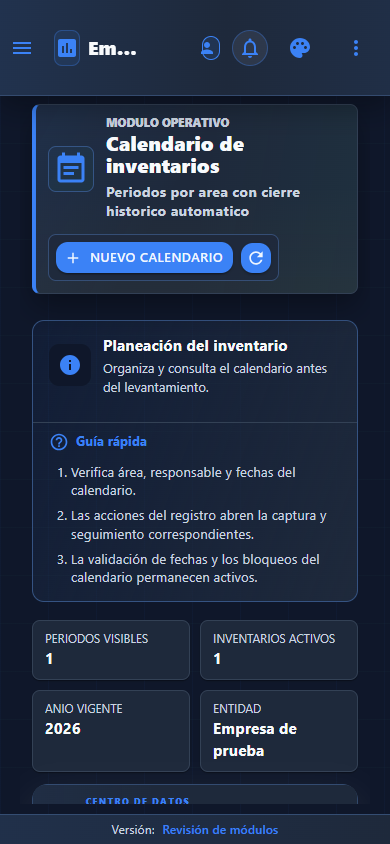 Em...
MODULO OPERATIVO
Calendario de
inventarios
Periodos por area con cierre
historico automatico
+ NUEVO CALENDARIO
Planeación del inventario
Organiza y consulta el calendario antes
del levantamiento.
Guía rápida
1. Verifica área, responsable y fechas del
calendario.
2. Las acciones del registro abren la captura y
seguimiento correspondientes.
3. La validación de fechas y los bloqueos del
calendario permanecen activos.
PERIODOS VISIBLES
1
INVENTARIOS ACTIVOS
1
ANIO VIGENTE
2026
ENTIDAD
Empresa de
prueba
CENTRO DE DATOS
Versión: Revisión de módulos